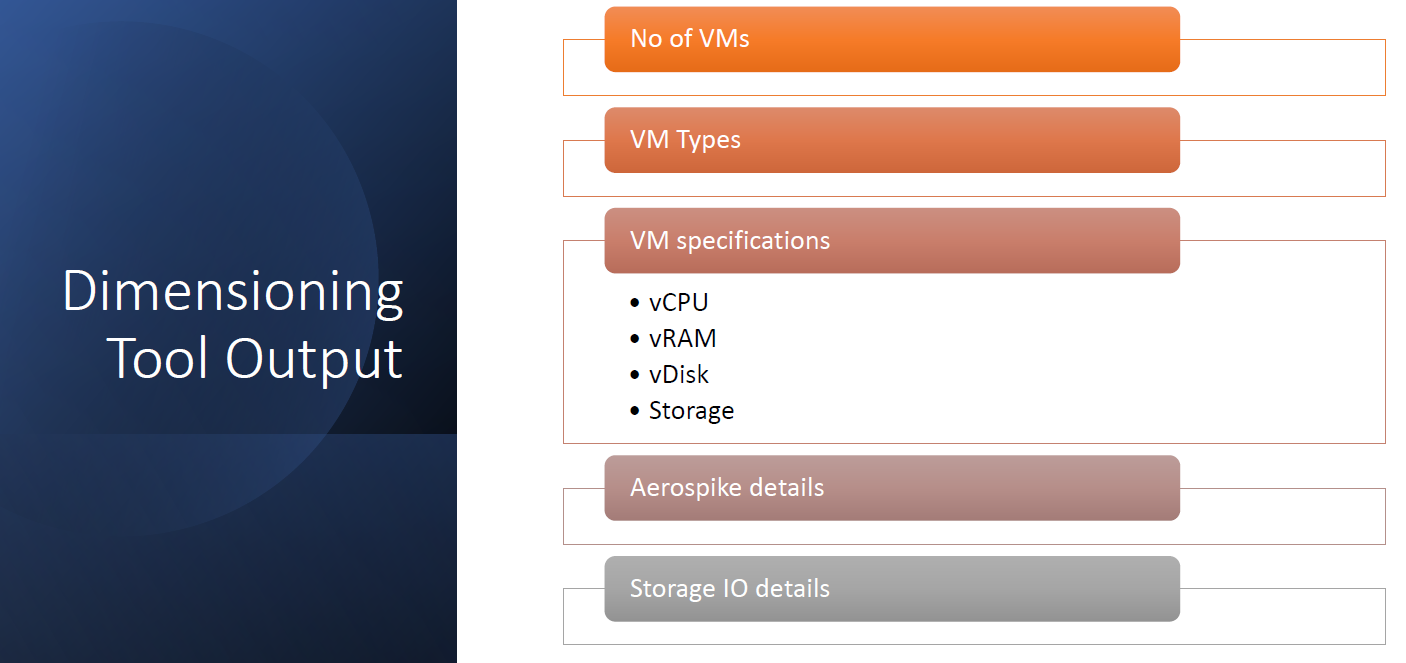 Dimensioning
Tool Output
No of VMs
VM Types
VM specifications
• vCPU
• vRAM
• vDisk
• Storage
Aerospike details
Storage IO details